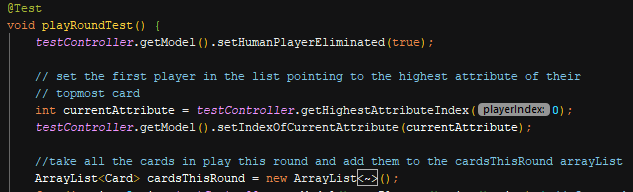 @Test
void playRoundTest() {
testController.getModel().setHumanPlayerEliminated(true);
// set the first player in the list pointing to the highest attribute of their
// topmost card
int currentAttribute = testController.getHighestAttributeIndex( playerIndex: 0);
testController.getModel().setIndexOfCurrentAttribute(currentAttribute);
//take all the cards in play this round and add them to the cardsThisRound arrayList
ArrayList<Card> cardsThisRound = new ArrayList<~>();